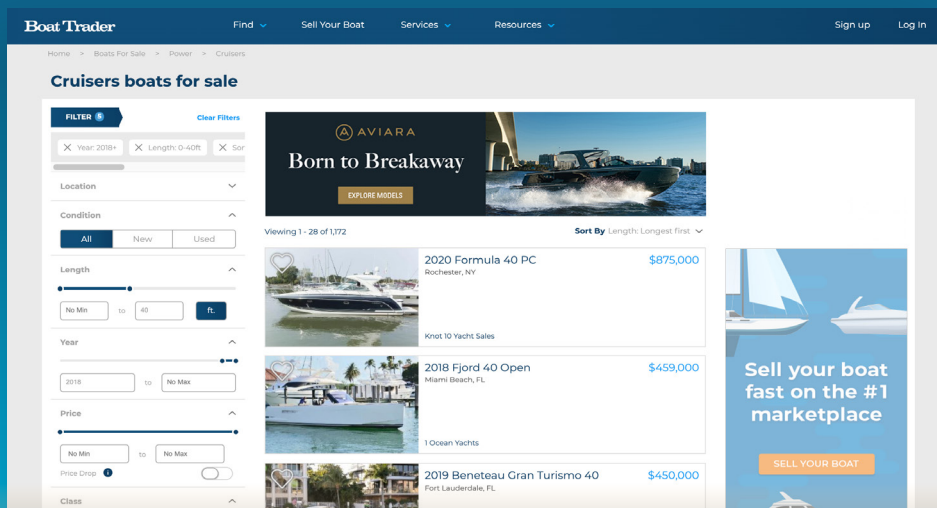 Boat Trader
Find
Sell Your Boat
Services
Resources
Sign up
Log In
Home > Boats For Sale > Power > Cruisers
Cruisers boats for sale
FILTER 5
Clear Filters
Year: 2018+
Length: 0-40ft
Sor
Location
Condition
All
New
Used
Length
No Min to 40 ft.
Year
2018 to No Max
Price
No Min to No Max
Price Drop i
Class
AVIARA
Born to Breakaway
EXPLORE MODELS
Viewing 1 - 28 of 1,172
Sort By Length: Longest first
2020 Formula 40 PC
$875,000
Rochester, NY
Knot 10 Yacht Sales
2018 Fjord 40 Open
$459,000
Miami Beach, FL
1 Ocean Yachts
2019 Beneteau Gran Turismo 40
$450,000
Fort Lauderdale, FL
Sell your boat
fast on the #1
marketplace
SELL YOUR BOAT